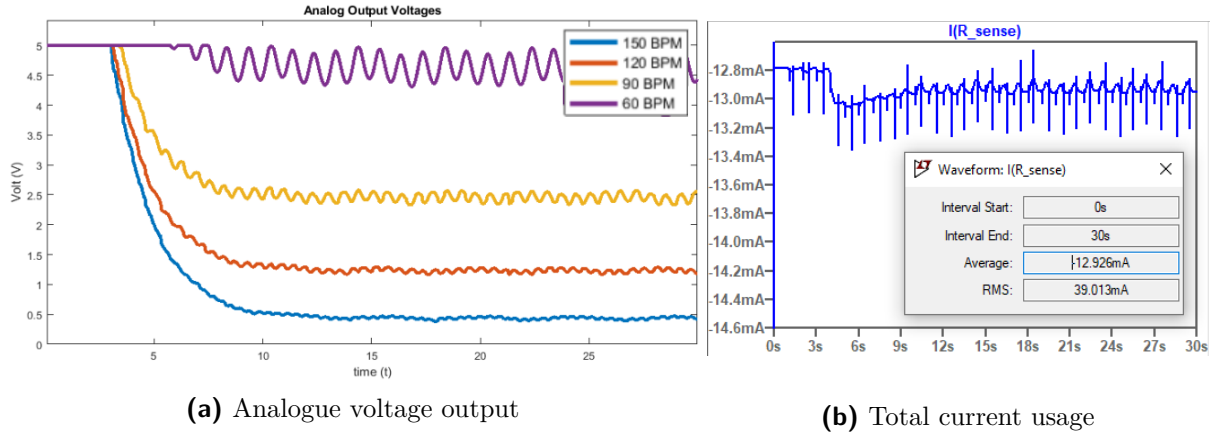 Analog Output Voltages
Volt (V)
5
4.5
4
3.5
3
2.5
2
1.5
1
0.5
0
5
10
15
20
25
time (t)
150 BPM
120 BPM
90 BPM
60 BPM
(a) Analogue voltage output
I(R_sense)
-12.8mA
-13.0mA
-13.2mA
-13.4mA
-13.6mA
-13.8mA
-14.0mA
-14.2mA
-14.4mA
-14.6mA
0s 3s 6s 9s 12s 15s 18s 21s 24s 27s 30s
Waveform: I(R_sense)
Interval Start: 0s
Interval End: 30s
Average: -12.926mA
RMS: 39.013mA
(b) Total current usage